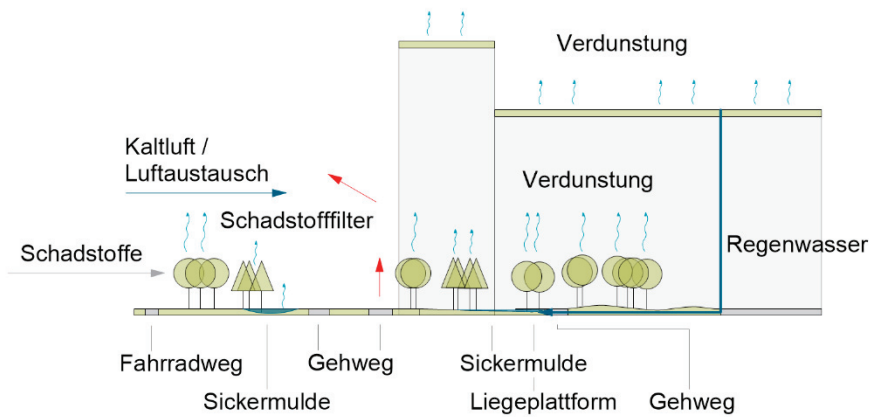 Verdunstung
Kaltluft /
Luftaustausch
Verdunstung
Schadstofffilter
Schadstoffe
Regenwasser
Fahrradweg
Gehweg
Sickermulde
Sickermulde
Liegeplattform
Gehweg